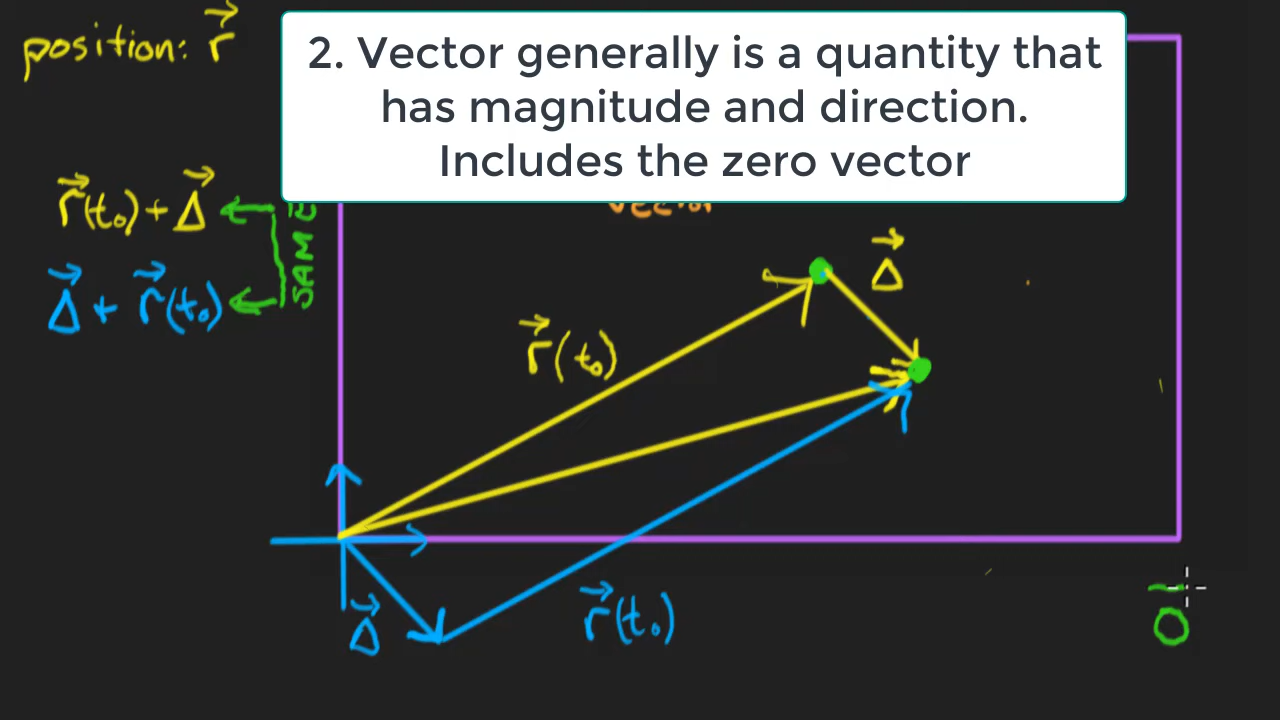 position: r⃗
2. Vector generally is a quantity that
has magnitude and direction.
Includes the zero vector
r⃗(t₀) + Δ⃗
Δ⃗ + r⃗(t₀)
Δ⃗
r⃗(t₀)
Δ⃗
r⃗(t₀)
0